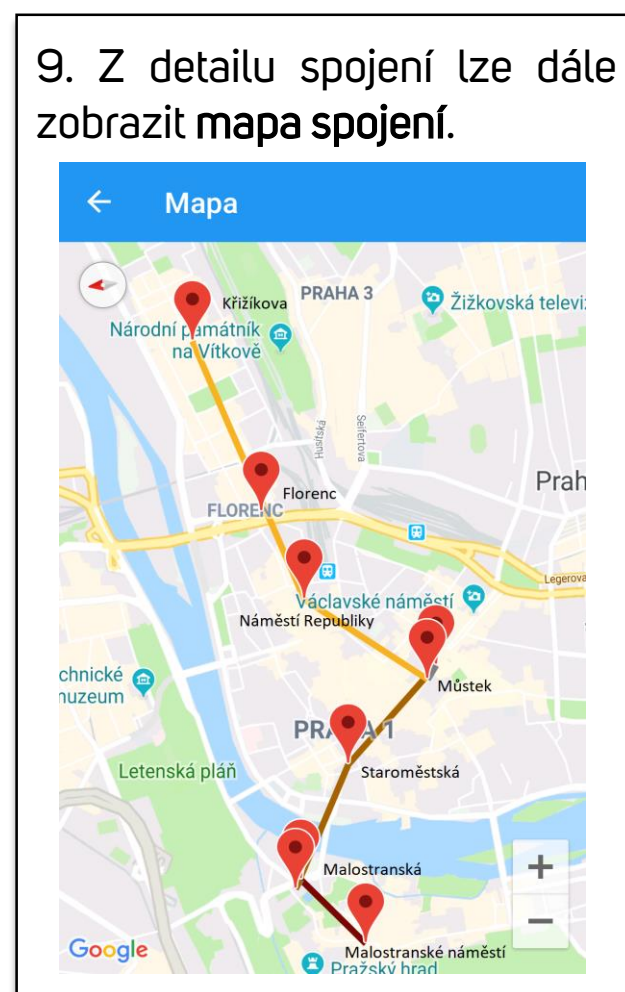 9. Z detailu spojení lze dále
zobrazit mapa spojení.
Mapa
Křižíkova
PRAHA 3
Žižkovská televi
Národní památník
na Vítkově
Husitská
Seifertova
Florenc
Prah
FLORENC
Legerova
Václavské náměstí
Náměstí Republiky
chnické
nuzeum
Můstek
PRAHA 1
Staroměstská
Letenská pláň
Malostranská
+
−
Google
Malostranské náměstí
Pražský hrad